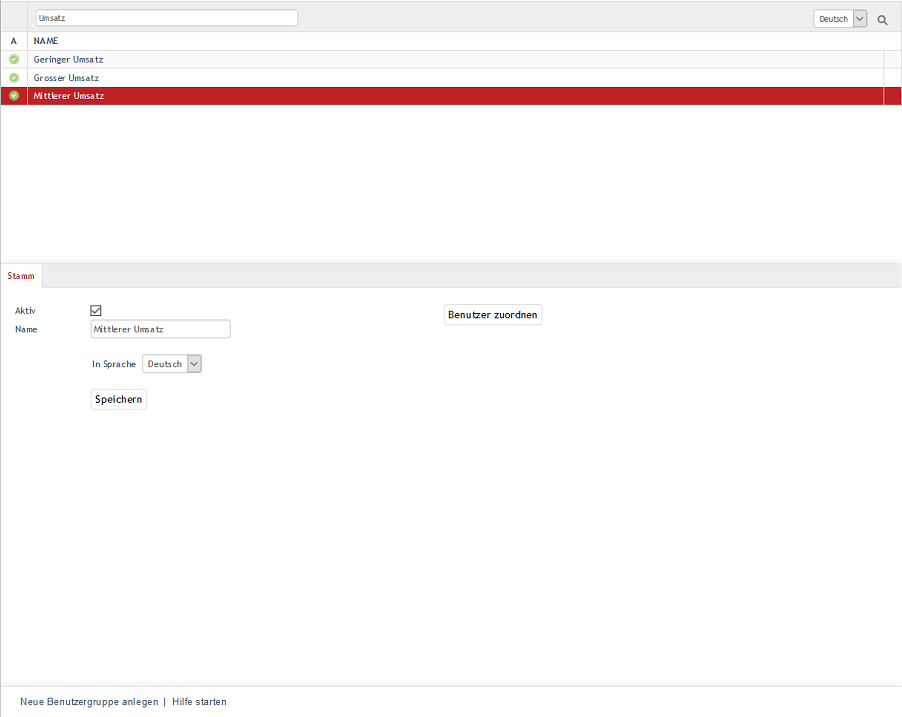 Umsatz Deutsch
A NAME
Geringer Umsatz
Grosser Umsatz
Mittlerer Umsatz
Stamm
Aktiv Benutzer zuordnen
Name Mittlerer Umsatz
In Sprache Deutsch
Speichern
Neue Benutzergruppe anlegen | Hilfe starten